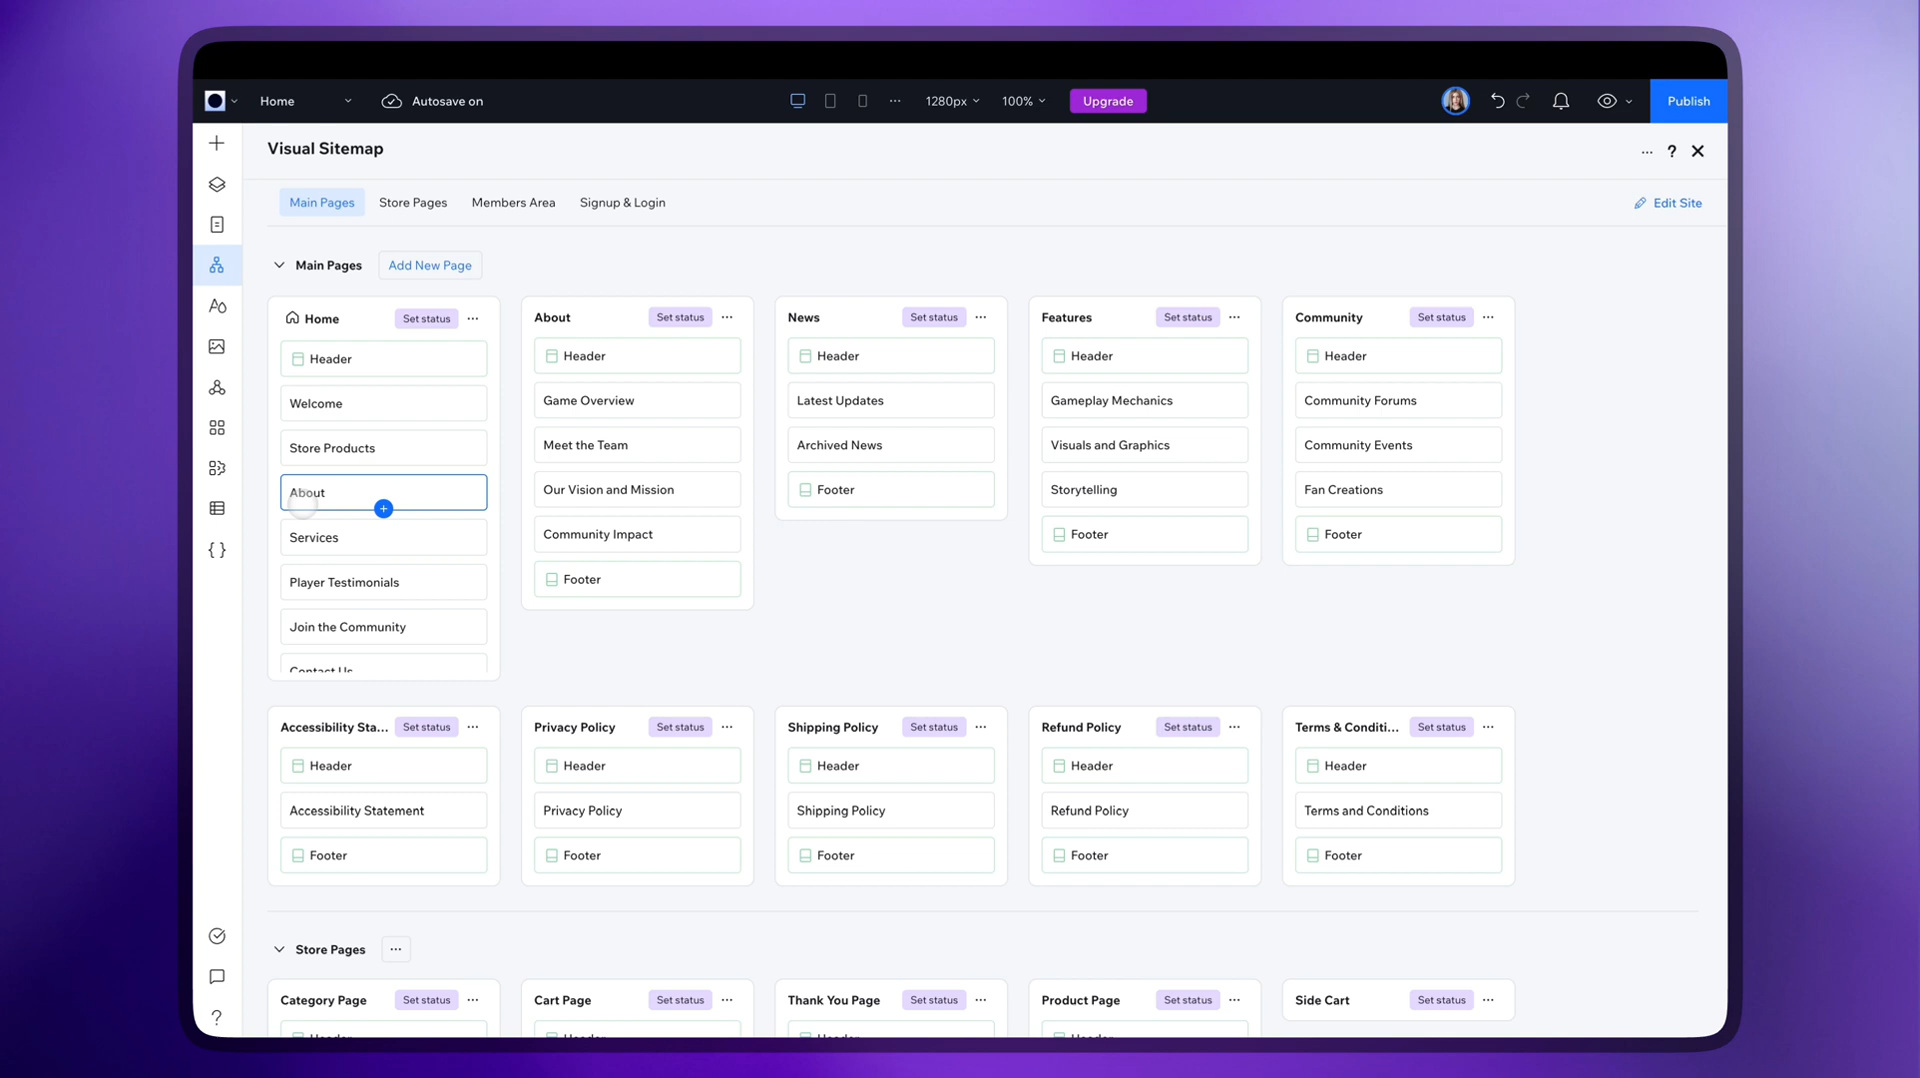 Home
Autosave on
1280px
100%
Upgrade
Publish
Visual Sitemap
?
Main Pages
Store Pages
Members Area
Signup & Login
Edit Site
Main Pages
Add New Page
Home
Set status
Header
Welcome
Store Products
About
Services
Player Testimonials
Join the Community
Contact Us
About
Set status
Header
Game Overview
Meet the Team
Our Vision and Mission
Community Impact
Footer
News
Set status
Header
Latest Updates
Archived News
Footer
Features
Set status
Header
Gameplay Mechanics
Visuals and Graphics
Storytelling
Footer
Community
Set status
Header
Community Forums
Community Events
Fan Creations
Footer
Accessibility Sta...
Set status
Header
Accessibility Statement
Footer
Privacy Policy
Set status
Header
Privacy Policy
Footer
Shipping Policy
Set status
Header
Shipping Policy
Footer
Refund Policy
Set status
Header
Refund Policy
Footer
Terms & Conditi...
Set status
Header
Terms and Conditions
Footer
Store Pages
Category Page
Set status
Header
Cart Page
Set status
Header
Thank You Page
Set status
Header
Product Page
Set status
Header
Side Cart
Set status